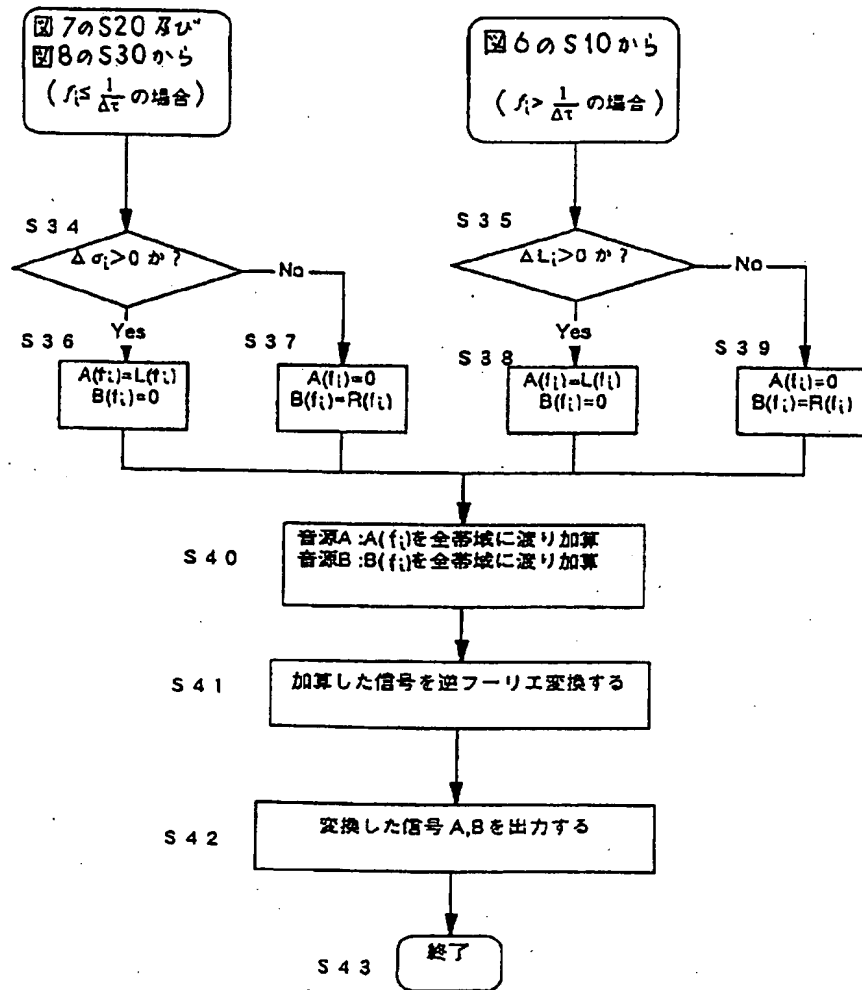 図7のS20 及び
図8のS30から
(fi≤ 1/Δτ の場合)
図6のS10から
(fi> 1/Δτ の場合)
S34
Δσi>0か?
No
Yes
S35
ΔLi>0か?
No
Yes
S36
A(fi)=L(fi)
B(fi)=0
S37
A(fi)=0
B(fi)=R(fi)
S38
A(fi)=L(fi)
B(fi)=0
S39
A(fi)=0
B(fi)=R(fi)
S40
音源A:A(fi)を全帯域に渡り加算
音源B:B(fi)を全帯域に渡り加算
S41
加算した信号を逆フーリエ変換する
S42
変換した信号A,Bを出力する
S43
終了